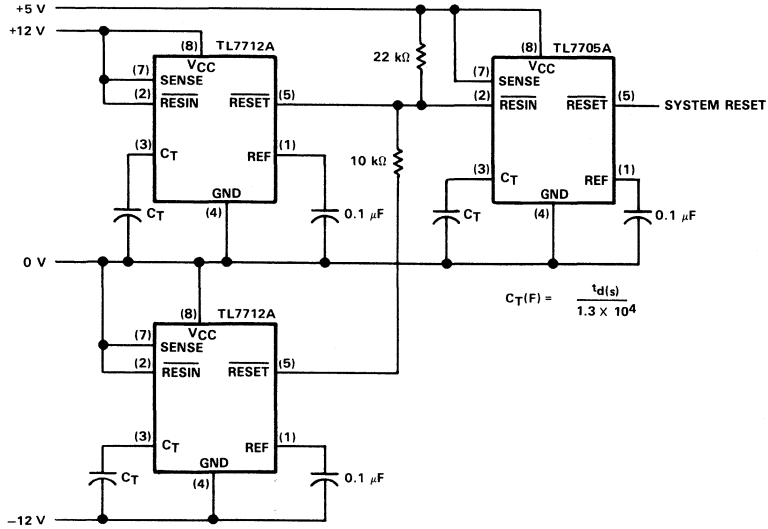 +5 V
+12 V
(8) TL7712A
VCC
(7) SENSE
(2) RESIN
RESET (5)
(3) CT
REF (1)
GND
(4)
CT
0.1 µF
22 kΩ
10 kΩ
(8) TL7705A
VCC
(7) SENSE
(2) RESIN
RESET (5)
SYSTEM RESET
(3) CT
REF (1)
GND
(4)
CT
0.1 µF
0 V
CT(F) = td(s) / 1.3 × 10⁴
(8) TL7712A
VCC
(7) SENSE
(2) RESIN
RESET (5)
(3) CT
REF (1)
GND
(4)
CT
0.1 µF
−12 V